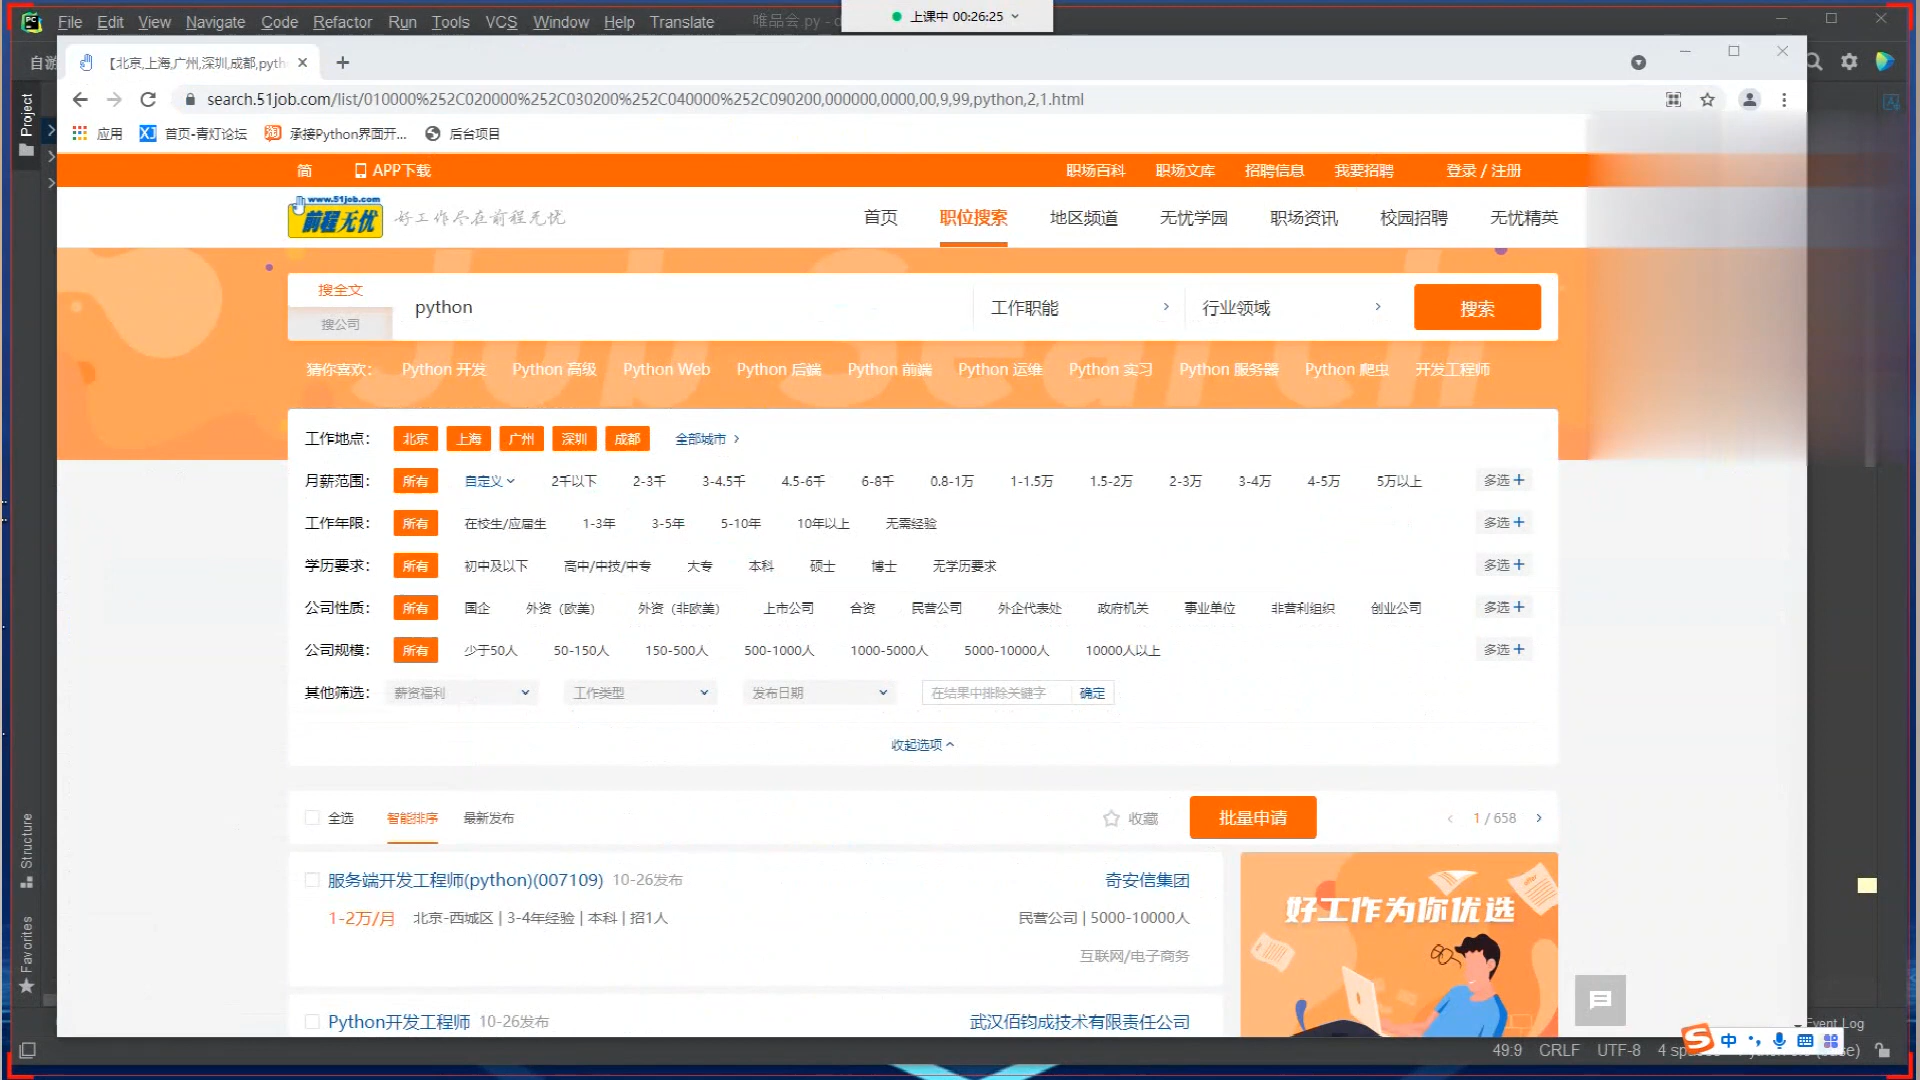 File Edit View Navigate Code Refactor Run Tools VCS Window Help Translate 唯品会 py - d
上课中 00:26:25
自游
【北京,上海,广州,深圳,成都,pyth
search.51job.com/list/010000%252C020000%252C030200%252C040000%252C090200,000000,0000,00,9,99,python,2,1.html
应用 首页-青灯论坛 承接Python界面开... 后台项目
Project
简 APP下载 职场百科 职场文库 招聘信息 我要招聘 登录 / 注册
www.51job.com
前程无忧 好工作尽在前程无忧 首页 职位搜索 地区频道 无忧学园 职场资讯 校园招聘 无忧精英
Job Search
搜全文
搜公司
python 工作职能 行业领域 搜索
猜你喜欢: Python 开发 Python 高级 Python Web Python 后端 Python 前端 Python 运维 Python 实习 Python 服务器 Python 爬虫 开发工程师
工作地点: 北京 上海 广州 深圳 成都 全部城市
月薪范围: 所有 自定义 2千以下 2-3千 3-4.5千 4.5-6千 6-8千 0.8-1万 1-1.5万 1.5-2万 2-3万 3-4万 4-5万 5万以上 多选
工作年限: 所有 在校生/应届生 1-3年 3-5年 5-10年 10年以上 无需经验 多选
学历要求: 所有 初中及以下 高中/中技/中专 大专 本科 硕士 博士 无学历要求 多选
公司性质: 所有 国企 外资（欧美） 外资（非欧美） 上市公司 合资 民营公司 外企代表处 政府机关 事业单位 非营利组织 创业公司 多选
公司规模: 所有 少于50人 50-150人 150-500人 500-1000人 1000-5000人 5000-10000人 10000人以上 多选
其他筛选: 薪资福利 工作类型 发布日期 在结果中排除关键字 确定
收起选项
全选 智能排序 最新发布 收藏 批量申请 1 / 658
服务端开发工程师(python)(007109) 10-26发布 奇安信集团
1-2万/月 北京-西城区 | 3-4年经验 | 本科 | 招1人 民营公司 | 5000-10000人
互联网/电子商务
好工作为你优选
Python开发工程师 10-26发布 武汉佰钧成技术有限责任公司
Structure
Favorites
Event Log
49:9 CRLF UTF-8 4 sp
中